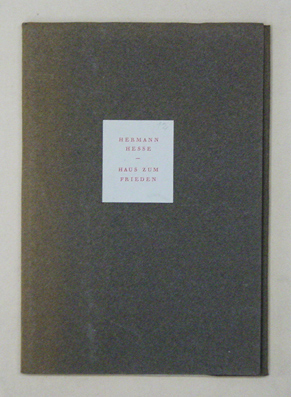 HERMANN
HESSE
—
HAUS ZUM
FRIEDEN